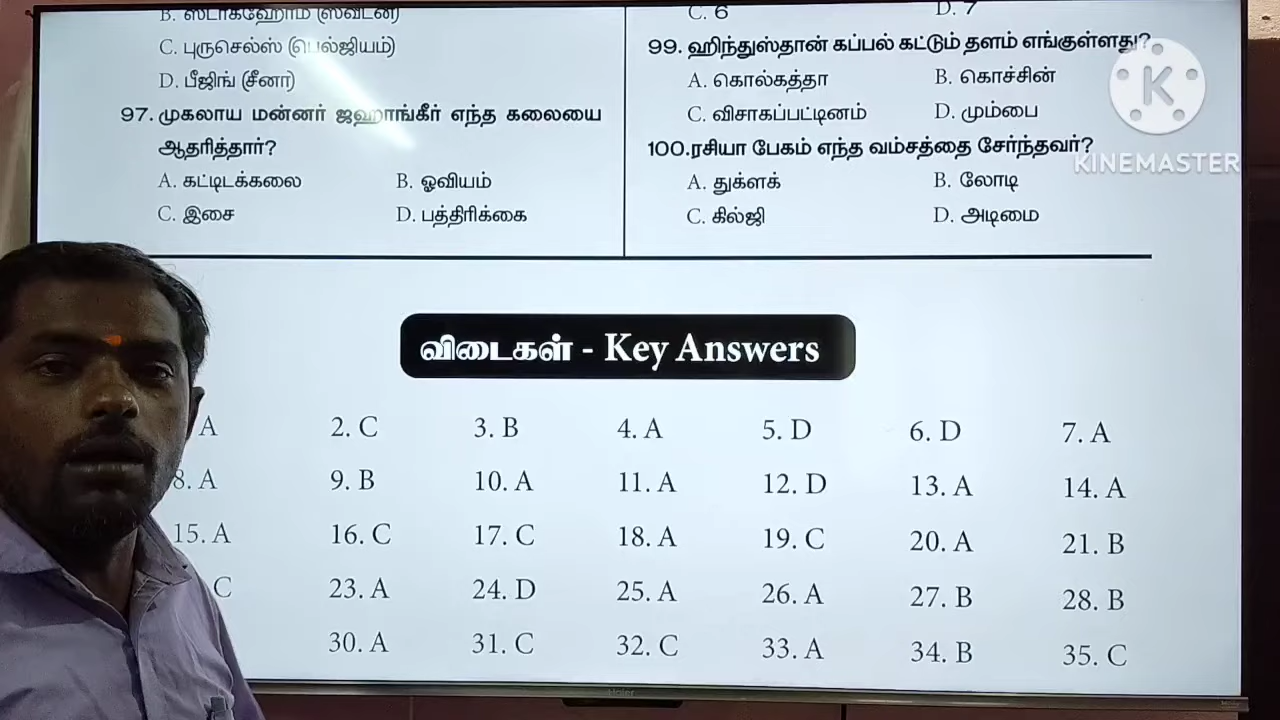 B. ஸ்டாக்ஹோம் (ஸ்வீடன்)
C. புருசெல்ஸ் (பெல்ஜியம்)
D. பீஜிங் (சீனா)
97. முகலாய மன்னர் ஜஹாங்கீர் எந்த கலையை
ஆதரித்தார்?
A. கட்டிடக்கலை B. ஓவியம்
C. இசை D. பத்திரிக்கை
C. 6 D. 7
99. ஹிந்துஸ்தான் கப்பல் கட்டும் தளம் எங்குள்ளது?
A. கொல்கத்தா B. கொச்சின்
C. விசாகப்பட்டினம் D. மும்பை
100.ரசியா பேகம் எந்த வம்சத்தை சேர்ந்தவர்?
A. துக்ளக் B. லோடி
C. கில்ஜி D. அடிமை
K
KINEMASTER
விடைகள் - Key Answers
A 2. C 3. B 4. A 5. D 6. D 7. A
8. A 9. B 10. A 11. A 12. D 13. A 14. A
15. A 16. C 17. C 18. A 19. C 20. A 21. B
C 23. A 24. D 25. A 26. A 27. B 28. B
30. A 31. C 32. C 33. A 34. B 35. C
Haier